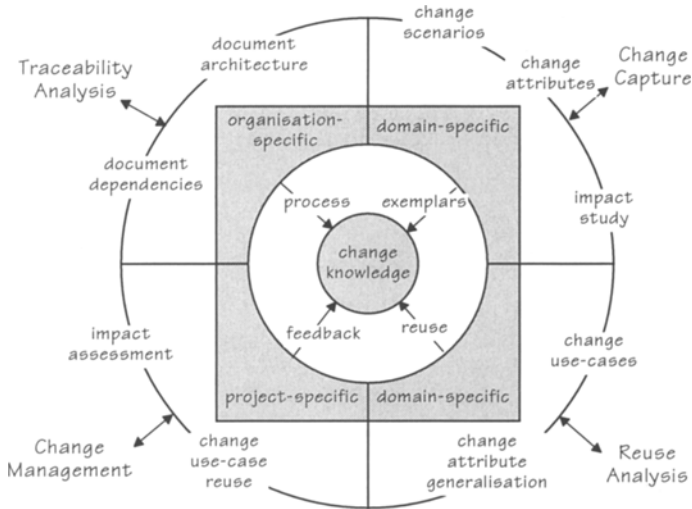 change
scenarios
document
architecture
Traceability
Analysis
change
attributes
Change
Capture
organisation-
specific
domain-specific
document
dependencies
process
exemplars
impact
study
change
knowledge
feedback
reuse
impact
assessment
change
use-cases
project-specific
domain-specific
Change
Management
change
use-case
reuse
change
attribute
generalisation
Reuse
Analysis